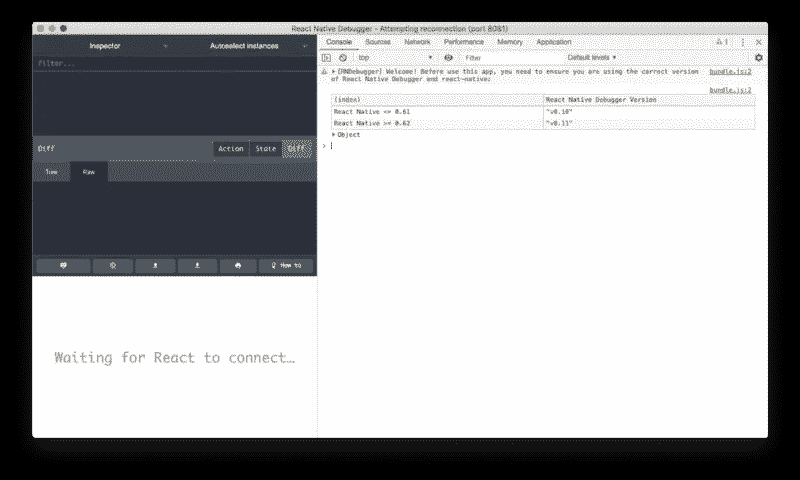 React Native Debugger - Attempting reconnection (port 8081)
Inspector
Autoselect instances
filter...
Diff
Action
State
Diff
Tree
Raw
How to
Waiting for React to connect…
Console
Sources
Network
Performance
Memory
Application
1
top
Filter
Default levels
[RNDebugger] Welcome! Before use this app, you need to ensure you are using the correct version
bundle.js:2
of React Native Debugger and react-native:
bundle.js:2
(index)
React Native Debugger Version
React Native <= 0.61
"v0.10"
React Native >= 0.62
"v0.11"
Object